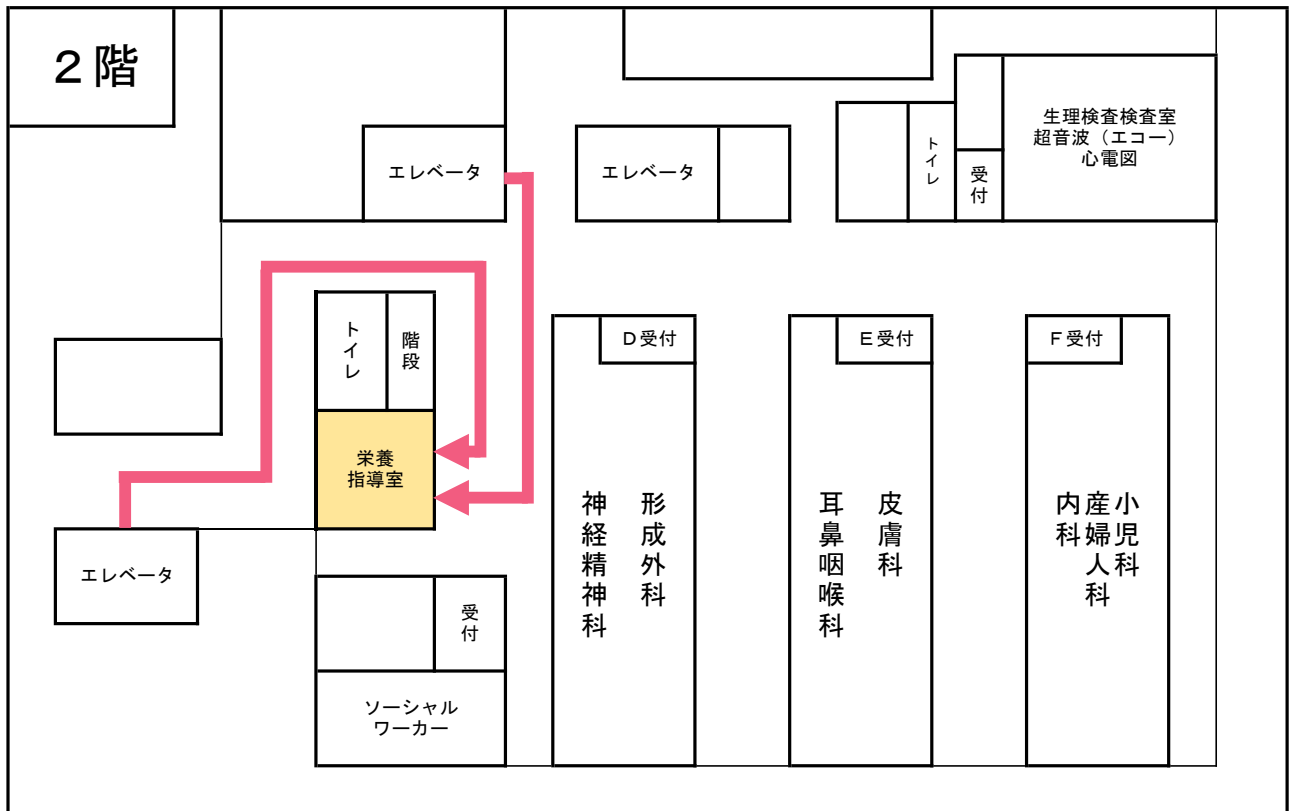 ２階
エレベータ
エレベータ
トイレ
受付
生理検査検査室
超音波（エコー）
心電図
トイレ
階段
D受付
E受付
F受付
栄養
指導室
エレベータ
受付
ソーシャル
ワーカー
形成外科
神経精神科
皮膚科
耳鼻咽喉科
小児科
産婦人科
内科